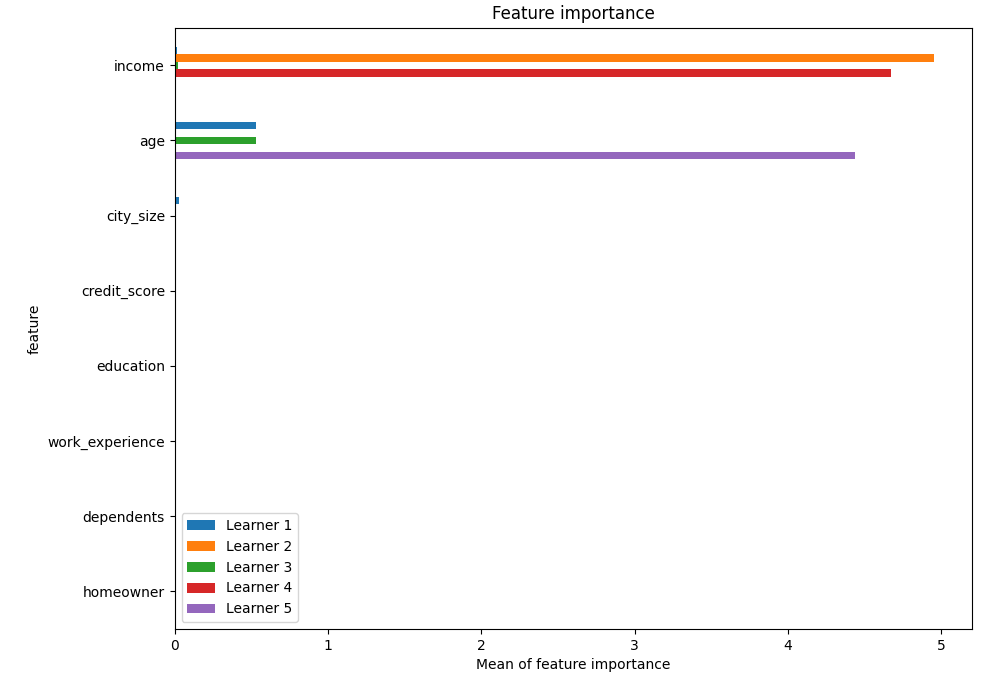 Feature importance
income
age
city_size
credit_score
education
work_experience
dependents
homeowner
feature
Learner 1
Learner 2
Learner 3
Learner 4
Learner 5
0 1 2 3 4 5
Mean of feature importance